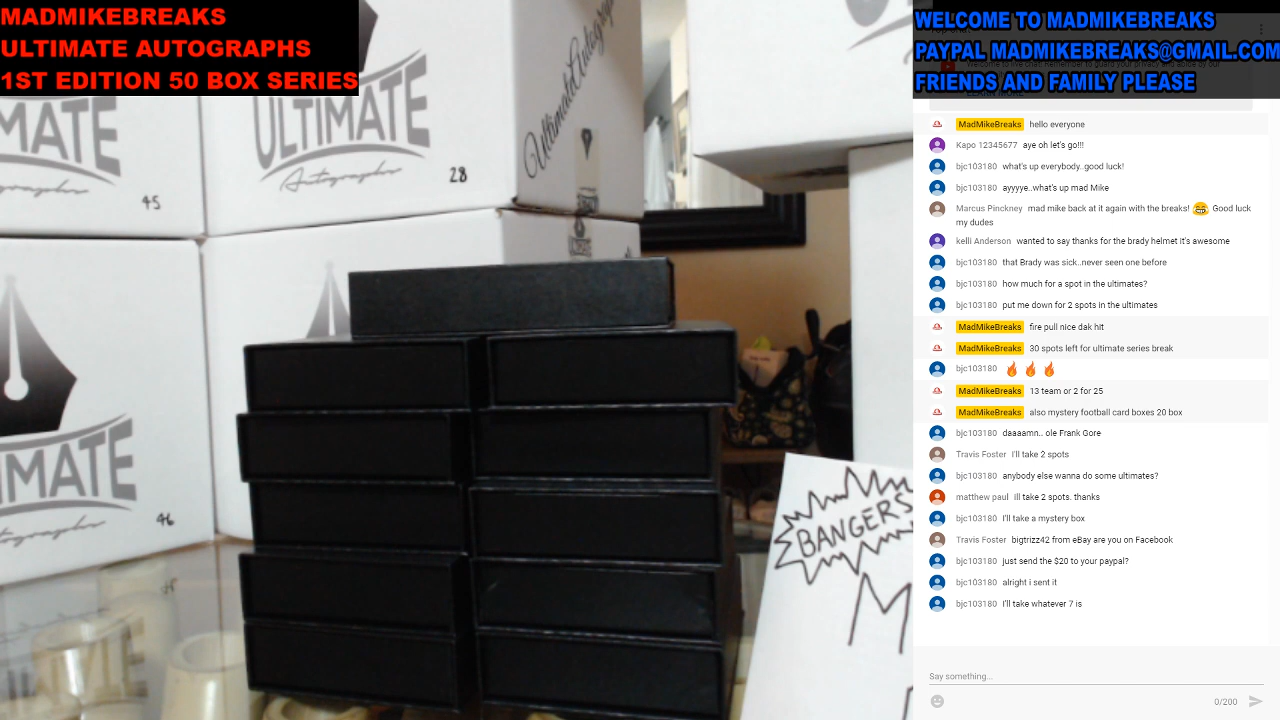 MADMIKEBREAKS
ULTIMATE AUTOGRAPHS
1ST EDITION 50 BOX SERIES
WELCOME TO MADMIKEBREAKS
PAYPAL MADMIKEBREAKS@GMAIL.COM
FRIENDS AND FAMILY PLEASE
IMATE
Autographs
45
ULTIMATE
Autographs
28
Ultimate Autographs
IMATE
46
BANGERS
M
MadMikeBreaks hello everyone
Kapo 12345677 aye oh let's go!!!
bjc103180 what's up everybody..good luck!
bjc103180 ayyyye..what's up mad Mike
Marcus Pinckney mad mike back at it again with the breaks! 😂 Good luck
my dudes
kelli Anderson wanted to say thanks for the brady helmet it's awesome
bjc103180 that Brady was sick..never seen one before
bjc103180 how much for a spot in the ultimates?
bjc103180 put me down for 2 spots in the ultimates
MadMikeBreaks fire pull nice dak hit
MadMikeBreaks 30 spots left for ultimate series break
bjc103180 🔥 🔥 🔥
MadMikeBreaks 13 team or 2 for 25
MadMikeBreaks also mystery football card boxes 20 box
bjc103180 daaaamn.. ole Frank Gore
Travis Foster I'll take 2 spots
bjc103180 anybody else wanna do some ultimates?
matthew paul ill take 2 spots. thanks
bjc103180 I'll take a mystery box
Travis Foster bigtrizz42 from eBay are you on Facebook
bjc103180 just send the $20 to your paypal?
bjc103180 alright i sent it
bjc103180 I'll take whatever 7 is
Say something...
0/200